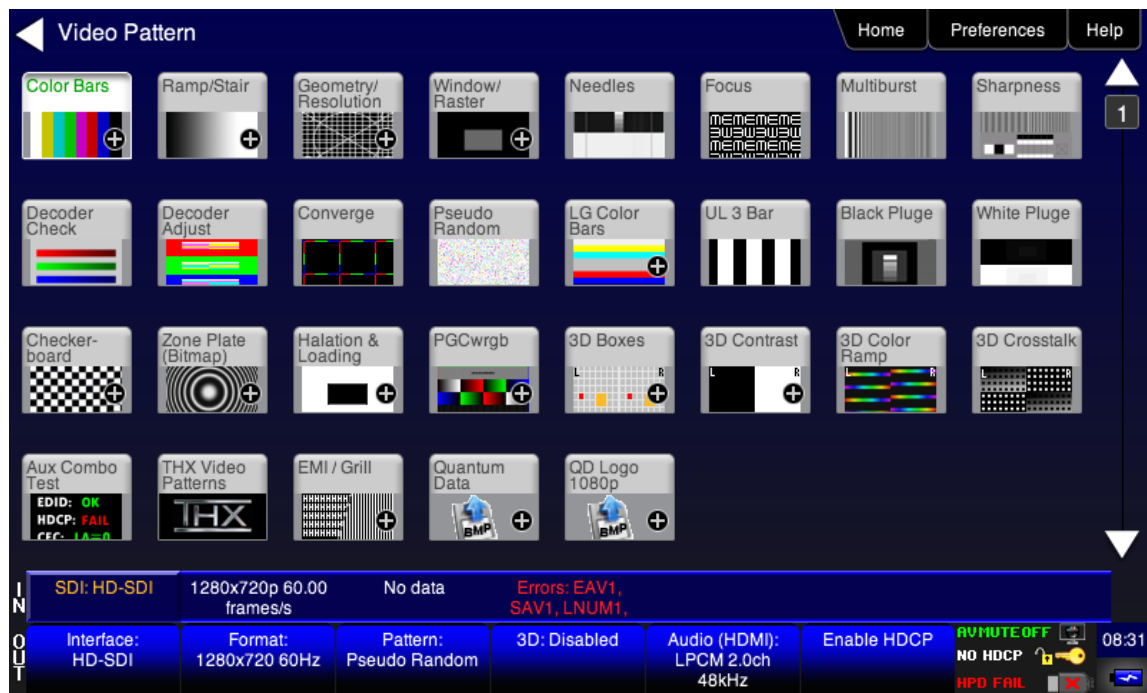 Video Pattern
Home
Preferences
Help
Color Bars
Ramp/Stair
Geometry/
Resolution
Window/
Raster
Needles
Focus
Multiburst
Sharpness
1
Decoder
Check
Decoder
Adjust
Converge
Pseudo
Random
LG Color
Bars
UL 3 Bar
Black Pluge
White Pluge
Checker-
board
Zone Plate
(Bitmap)
Halation &
Loading
PGCwrgb
3D Boxes
L R
3D Contrast
L R
3D Color
Ramp
L R
3D Crosstalk
L R
Aux Combo
Test
EDID: OK
HDCP: FAIL
CEC: LA=0
THX Video
Patterns
THX
EMI / Grill
Quantum
Data
BMP
QD Logo
1080p
BMP
IN
SDI: HD-SDI
1280x720p 60.00
frames/s
No data
Errors: EAV1,
SAV1, LNUM1,
OUT
Interface:
HD-SDI
Format:
1280x720 60Hz
Pattern:
Pseudo Random
3D: Disabled
Audio (HDMI):
LPCM 2.0ch
48kHz
Enable HDCP
AVMUTE OFF
NO HDCP
HPD FAIL
08:31